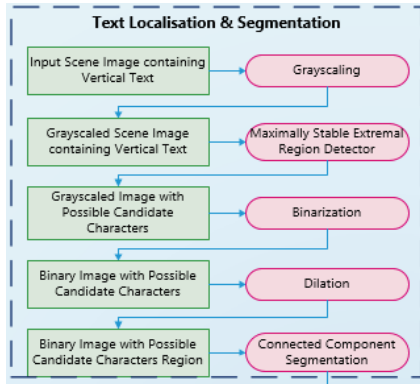 Text Localisation & Segmentation
Input Scene Image containing
Vertical Text
Grayscaling
Grayscaled Scene Image
containing Vertical Text
Maximally Stable Extremal
Region Detector
Grayscaled Image with
Possible Candidate
Characters
Binarization
Binary Image with Possible
Candidate Characters
Dilation
Binary Image with Possible
Candidate Characters Region
Connected Component
Segmentation